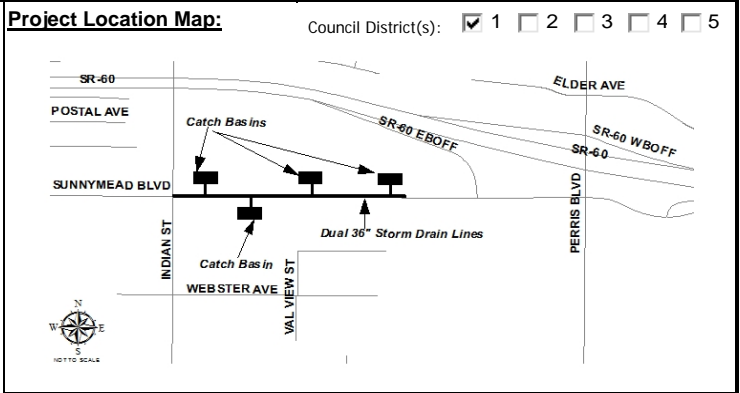 Project Location Map:
Council District(s): 1 2 3 4 5
SR-60
ELDER AVE
POSTAL AVE
Catch Basins
SR-60 EBOFF
SR-60 WBOFF
SR-60
SUNNYMEAD BLVD
PERRIS BLVD
INDIAN ST
Dual 36" Storm Drain Lines
Catch Basin
VAL VIEW ST
WEBSTER AVE
N
W E
S
NOT TO SCALE